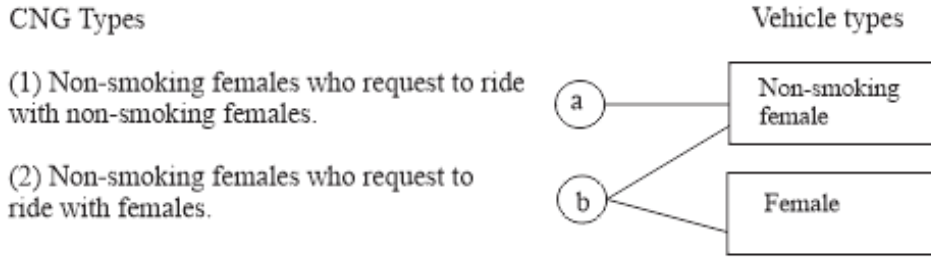 CNG Types
Vehicle types
(1) Non-smoking females who request to ride
with non-smoking females.
a
Non-smoking
female
(2) Non-smoking females who request to
ride with females.
b
Female